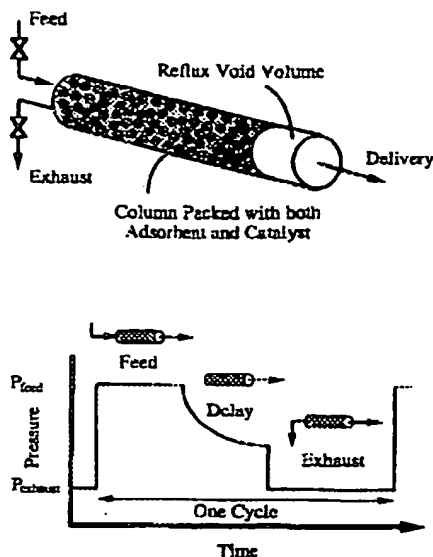 Feed
Reflux Void Volume
Delivery
Exhaust
Column Packed with both
Adsorbent and Catalyst
Feed
Pfeed
Delay
Pressure
Exhaust
Pexhaust
One Cycle
Time